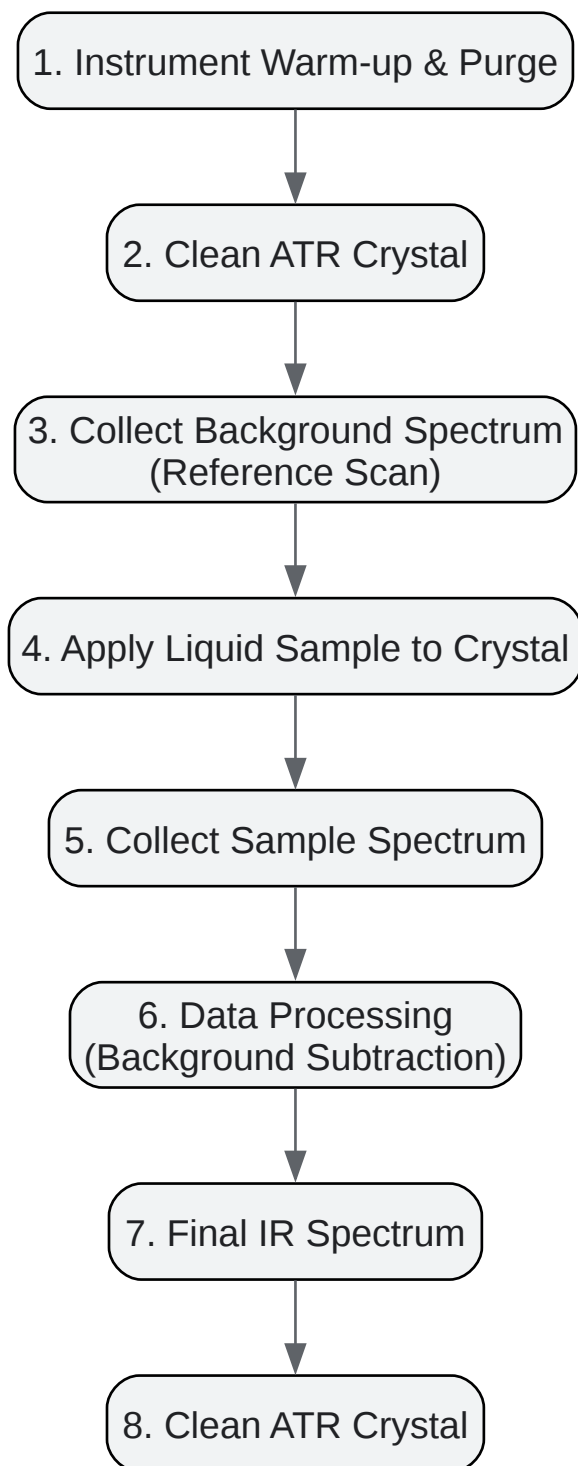 1. Instrument Warm-up & Purge
2. Clean ATR Crystal
3. Collect Background Spectrum
(Reference Scan)
4. Apply Liquid Sample to Crystal
5. Collect Sample Spectrum
6. Data Processing
(Background Subtraction)
7. Final IR Spectrum
8. Clean ATR Crystal